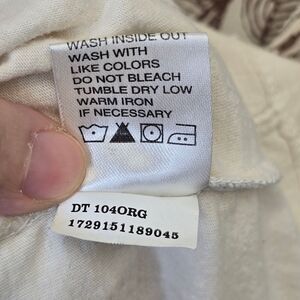 WASH INSIDE OUT
WASH WITH
LIKE COLORS
DO NOT BLEACH
TUMBLE DRY LOW
WARM IRON
IF NECESSARY
DT 104ORG
1729151189045